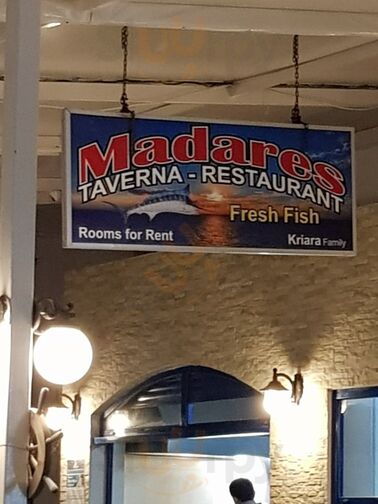 Madares
TAVERNA - RESTAURANT
Fresh Fish
Rooms for Rent
Kriara Family